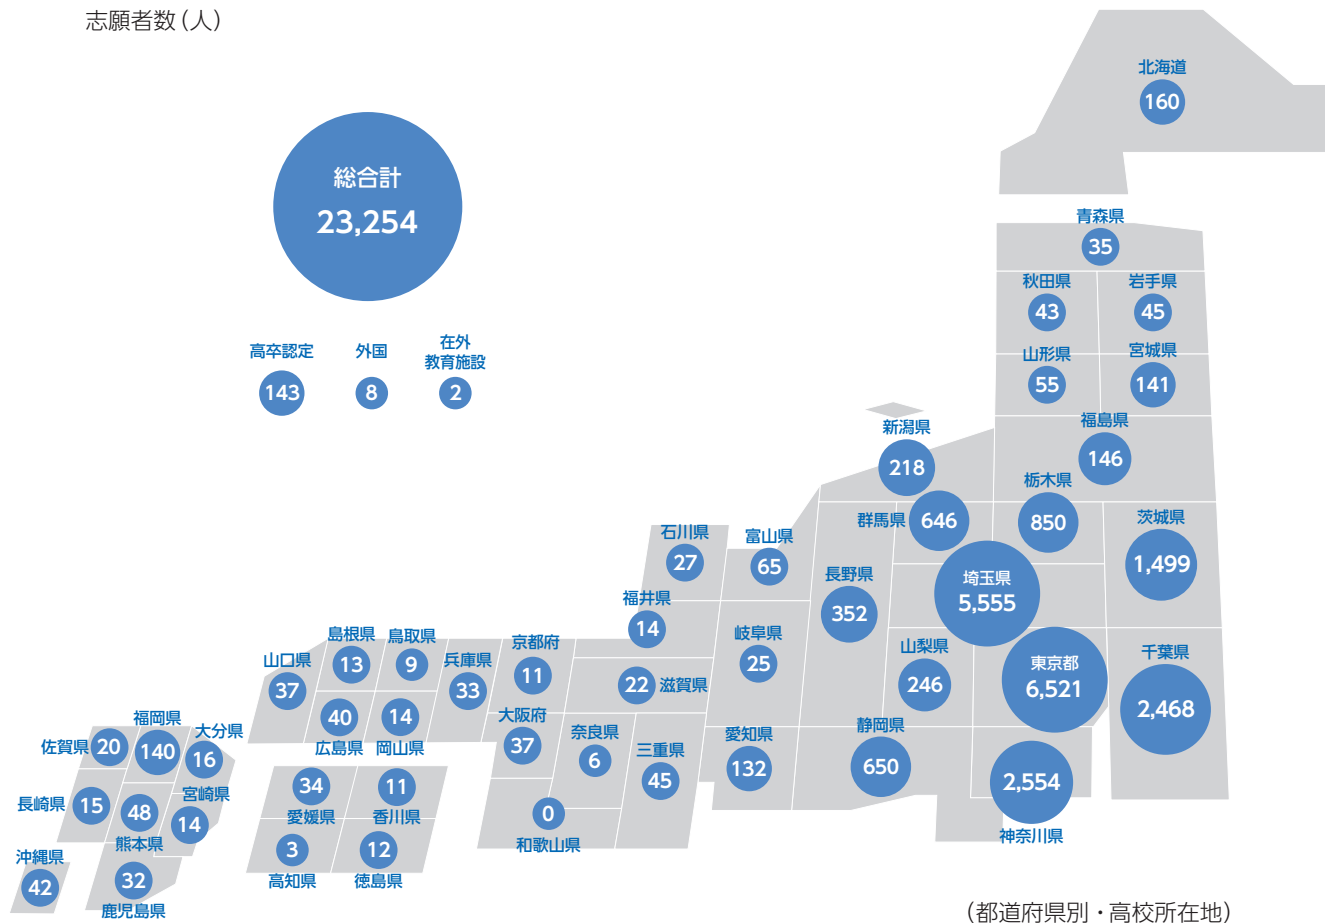 志願者数(人)
総合計
23,254
高卒認定
143
外国
8
在外
教育施設
2
北海道
160
青森県
35
秋田県
43
岩手県
45
山形県
55
宮城県
141
福島県
146
新潟県
218
群馬県
646
栃木県
850
茨城県
1,499
埼玉県
5,555
東京都
6,521
千葉県
2,468
神奈川県
2,554
山梨県
246
長野県
352
静岡県
650
石川県
27
富山県
65
福井県
14
岐阜県
25
愛知県
132
滋賀県
22
三重県
45
京都府
11
大阪府
37
奈良県
6
和歌山県
0
兵庫県
33
鳥取県
9
島根県
13
岡山県
14
広島県
40
山口県
37
愛媛県
34
香川県
11
高知県
3
徳島県
12
福岡県
140
佐賀県
20
大分県
16
長崎県
15
熊本県
48
宮崎県
14
鹿児島県
32
沖縄県
42
(都道府県別・高校所在地)